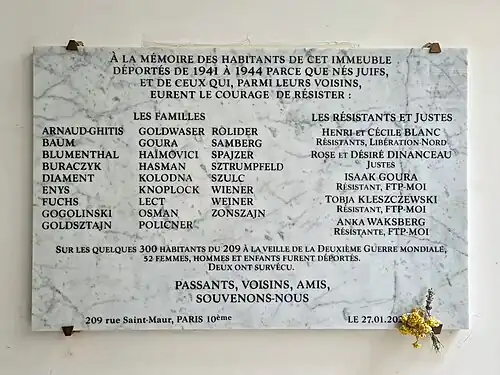 À LA MÉMOIRE DES HABITANTS DE CET IMMEUBLE
DÉPORTÉS DE 1941 À 1944 PARCE QUE NÉS JUIFS,
ET DE CEUX QUI, PARMI LEURS VOISINS,
EURENT LE COURAGE DE RÉSISTER :
LES FAMILLES
ARNAUD-GHITIS
BAUM
BLUMENTHAL
BURACZYK
DIAMENT
ENYS
FUCHS
GOGOLINSKI
GOLDSZTAJN
GOLDWASER
GOURA
HAÏMOVICI
HASMAN
KOLODNA
KNOPLOCK
LECT
OSMAN
POLICNER
RÖLIDER
SAMBERG
SPAJZER
SZTRUMPFELD
SZULC
WIENER
WEINER
ZONSZAJN
LES RÉSISTANTS ET JUSTES
HENRI ET CÉCILE BLANC
RÉSISTANTS, LIBÉRATION-NORD
ROSE ET DÉSIRÉ DINANCEAU
JUSTES
ISAAK GOURA
RÉSISTANT, FTP-MOI
TOBJA KLESZCZEWSKI
RÉSISTANT, FTP-MOI
ANKA WAKSBERG
RÉSISTANTE, FTP-MOI
SUR LES QUELQUES 300 HABITANTS DU 209 À LA VEILLE DE LA DEUXIÈME GUERRE MONDIALE,
52 FEMMES, HOMMES ET ENFANTS FURENT DÉPORTÉS.
DEUX ONT SURVÉCU.
PASSANTS, VOISINS, AMIS,
SOUVENONS-NOUS
209 rue Saint-Maur, PARIS 10ème
LE 27.01.20